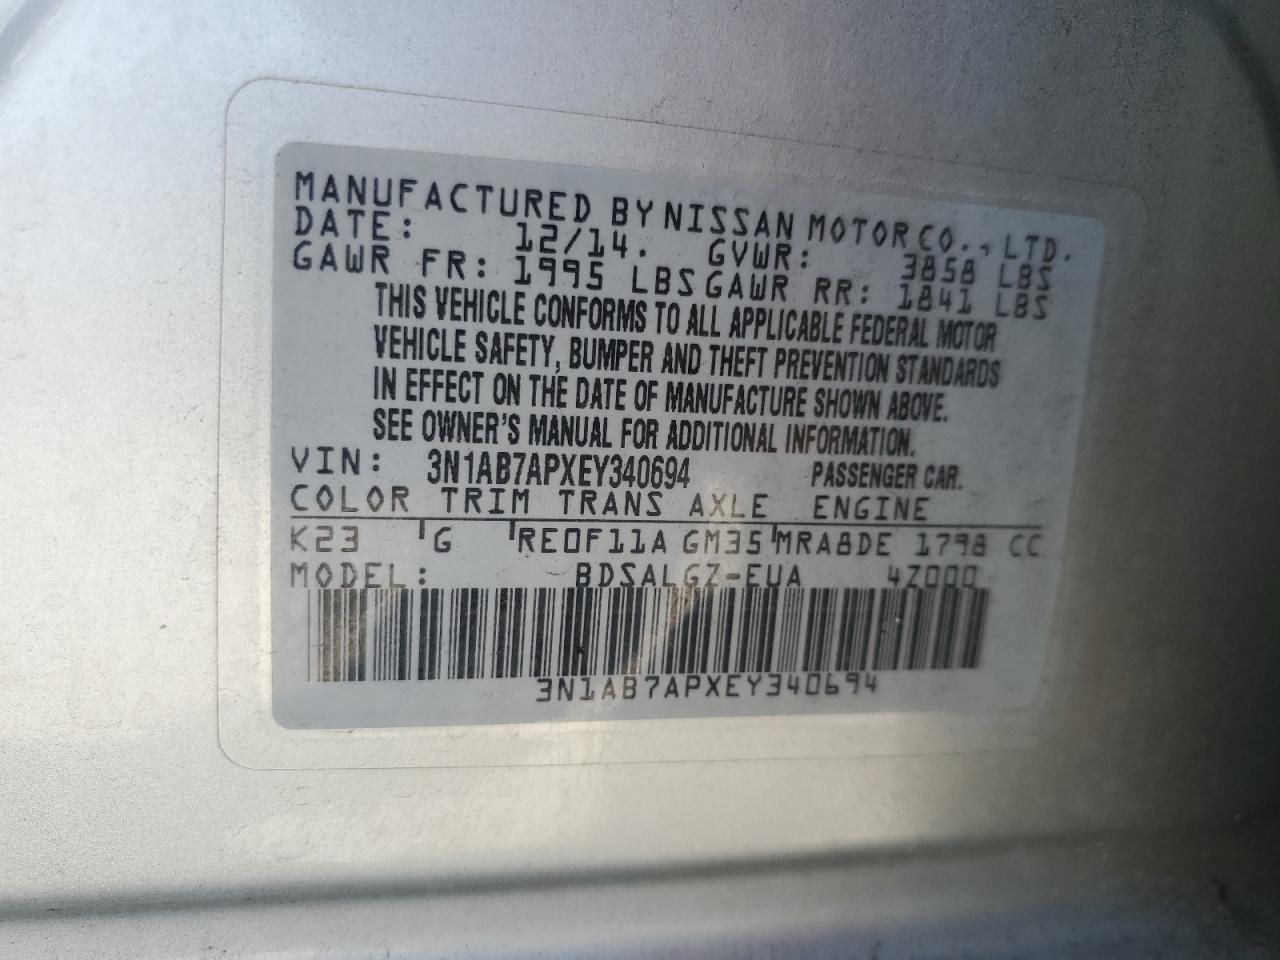 MANUFACTURED BY NISSAN MOTOR CO., LTD.
DATE: 12/14. GVWR: 3858 LBS
GAWR FR: 1995 LBS GAWR RR: 1841 LBS
THIS VEHICLE CONFORMS TO ALL APPLICABLE FEDERAL MOTOR
VEHICLE SAFETY, BUMPER AND THEFT PREVENTION STANDARDS
IN EFFECT ON THE DATE OF MANUFACTURE SHOWN ABOVE.
SEE OWNER'S MANUAL FOR ADDITIONAL INFORMATION.
VIN: 3N1AB7APXEY340694 PASSENGER CAR.
COLOR TRIM TRANS AXLE ENGINE
K23 G RE0F11A GM35 MRA8DE 1798 CC
MODEL: BDSALGZ-EUA 4Z000
3N1AB7APXEY340694